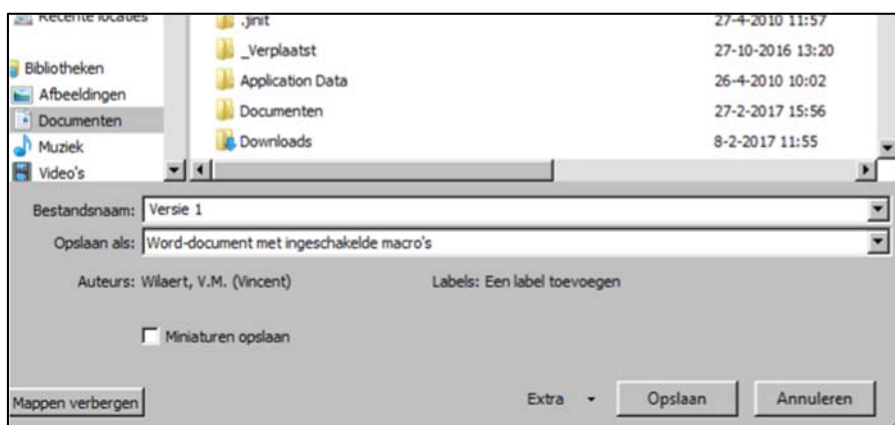 Recente locaties
Bibliotheken
Afbeeldingen
Documenten
Muziek
Video's
.jinit 27-4-2010 11:57
_Verplaatst 27-10-2016 13:20
Application Data 26-4-2010 10:02
Documenten 27-2-2017 15:56
Downloads 8-2-2017 11:55
Bestandsnaam: Versie 1
Opslaan als: Word-document met ingeschakelde macro's
Auteurs: Wilaert, V.M. (Vincent) Labels: Een label toevoegen
Miniaturen opslaan
Mappen verbergen Extra Opslaan Annuleren